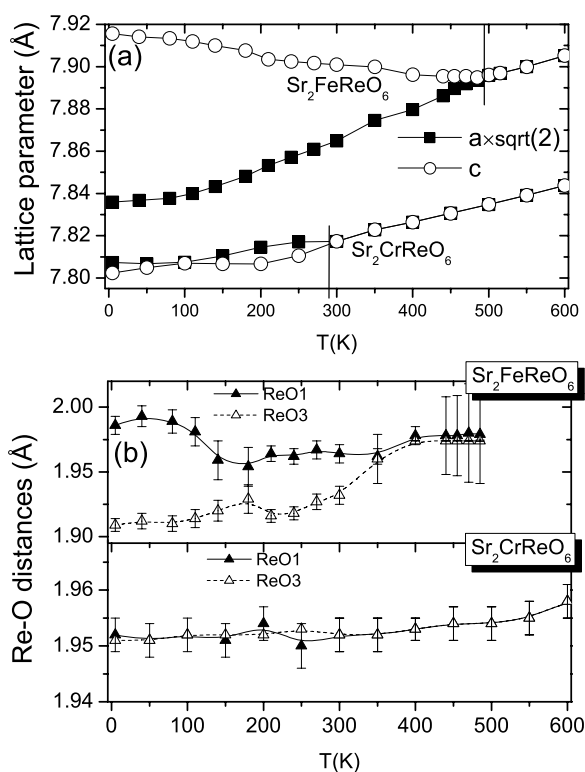 7.92
(a)
7.90
Sr2FeReO6
7.88
a×sqrt(2)
7.86
c
7.84
7.82
Sr2CrReO6
7.80
Lattice parameter (Å)
0 100 200 300 400 500 600
T(K)
Sr2FeReO6
ReO1
ReO3
2.00
(b)
1.95
1.90
Sr2CrReO6
ReO1
ReO3
1.96
1.95
1.94
Re-O distances (Å)
0 100 200 300 400 500 600
T(K)